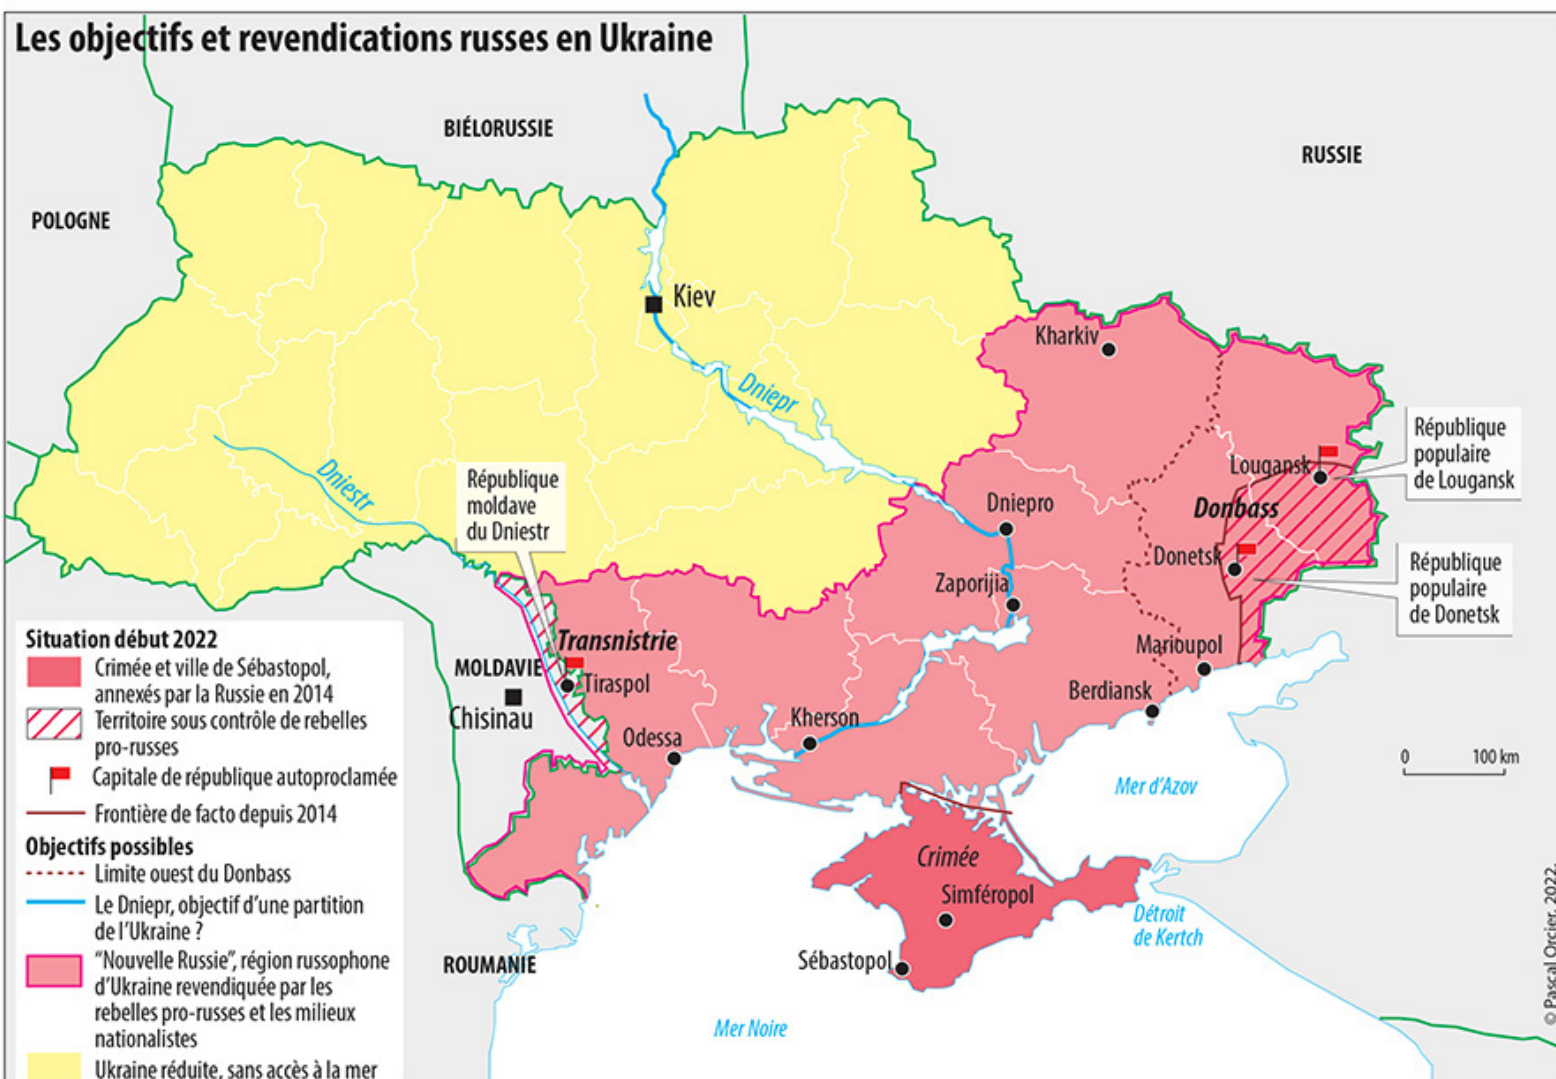 Les objectifs et revendications russes en Ukraine
BIÉLORUSSIE
RUSSIE
POLOGNE
Kiev
Kharkiv
Dniepr
République
populaire
de Lougansk
Lougansk
Dniestr
République
moldave
du Dniestr
Dniepro
Donbass
Donetsk
République
populaire
de Donetsk
Zaporijia
Transnistrie
Marioupol
MOLDAVIE
Tiraspol
Berdiansk
Chisinau
Kherson
Odessa
0 100 km
Mer d'Azov
Crimée
Simféropol
Détroit
de Kertch
Sébastopol
ROUMANIE
Mer Noire
Situation début 2022
Crimée et ville de Sébastopol,
annexés par la Russie en 2014
Territoire sous contrôle de rebelles
pro-russes
Capitale de république autoproclamée
Frontière de facto depuis 2014
Objectifs possibles
Limite ouest du Donbass
Le Dniepr, objectif d'une partition
de l'Ukraine ?
"Nouvelle Russie", région russophone
d'Ukraine revendiquée par les
rebelles pro-russes et les milieux
nationalistes
Ukraine réduite, sans accès à la mer
© Pascal Orcier, 2022.